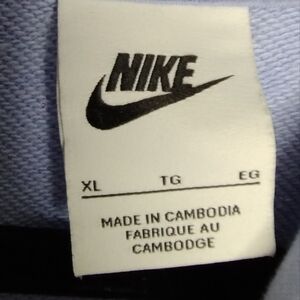 NIKE
XL TG EG
MADE IN CAMBODIA
FABRIQUE AU
CAMBODGE